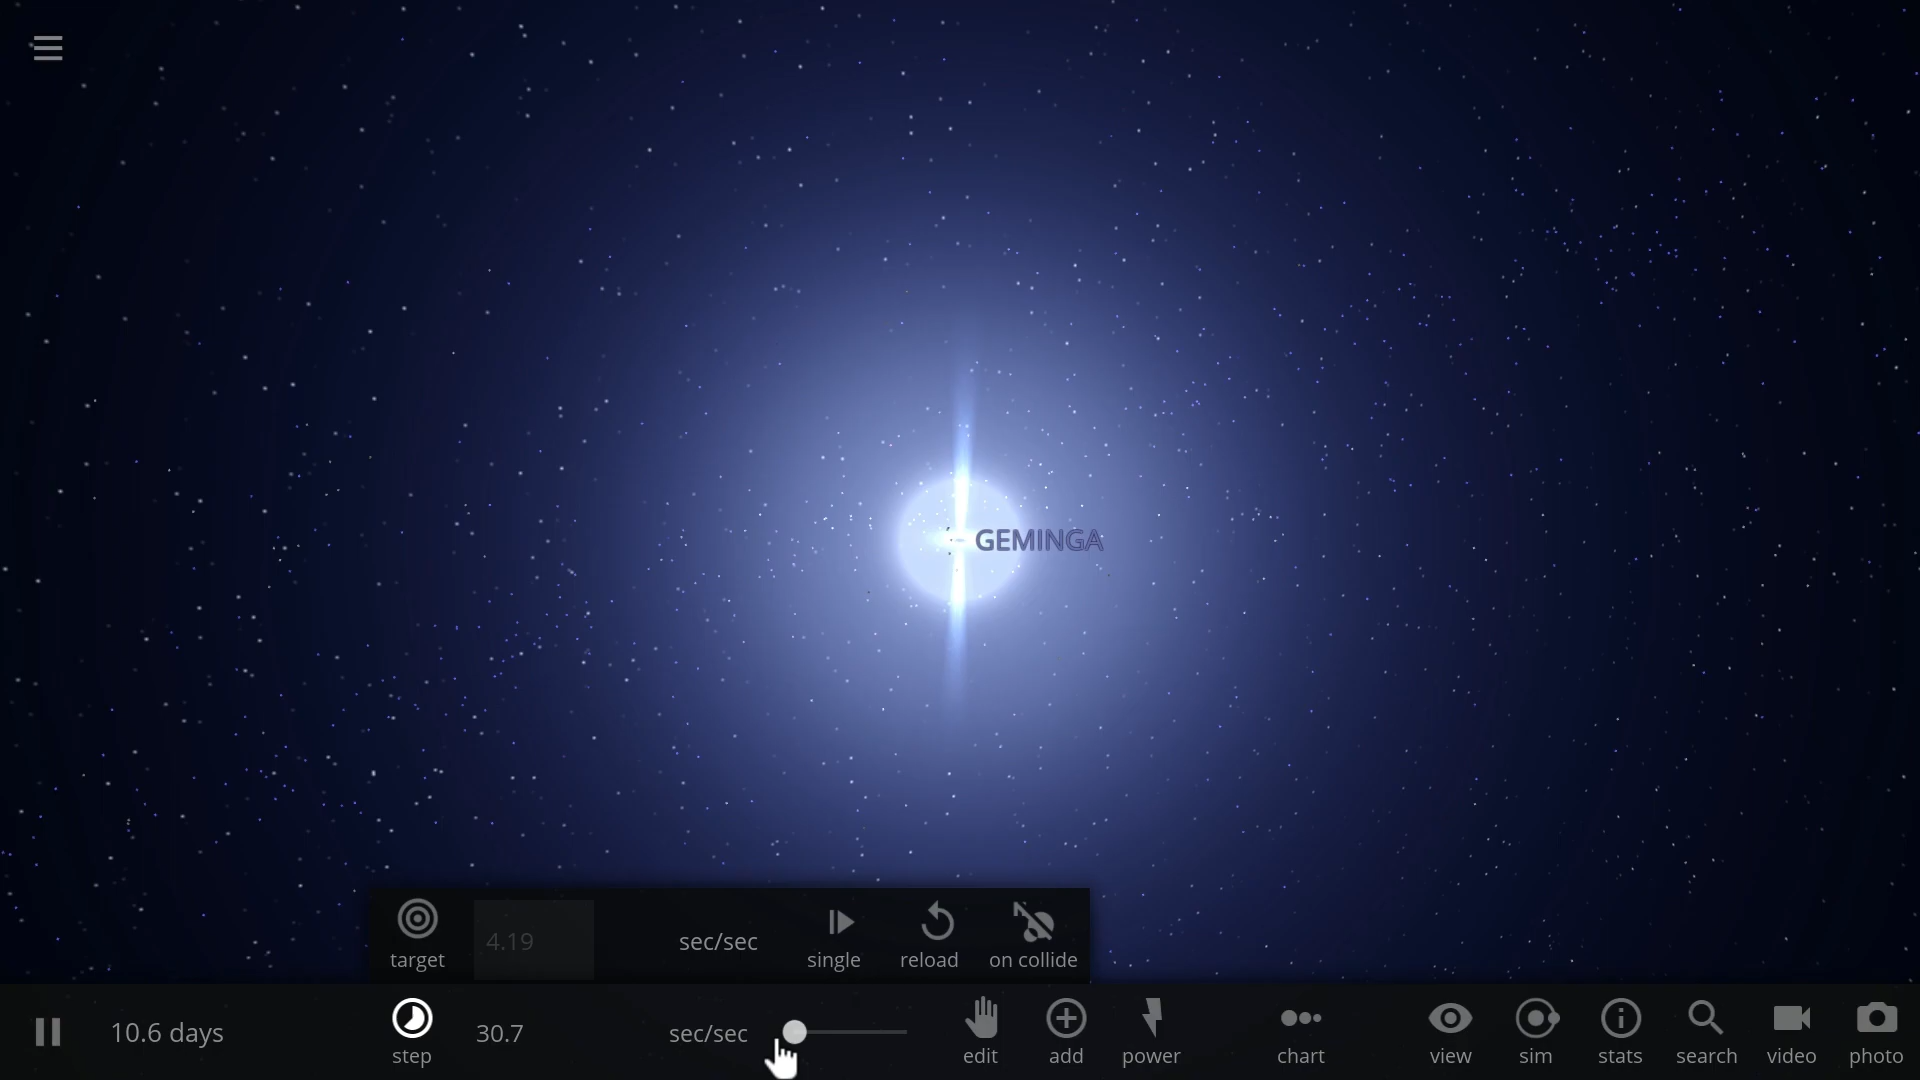 GEMINGA
target
4.19
sec/sec
single
reload
on collide
10.6 days
step
30.7
sec/sec
edit
add
power
chart
view
sim
stats
search
video
photo